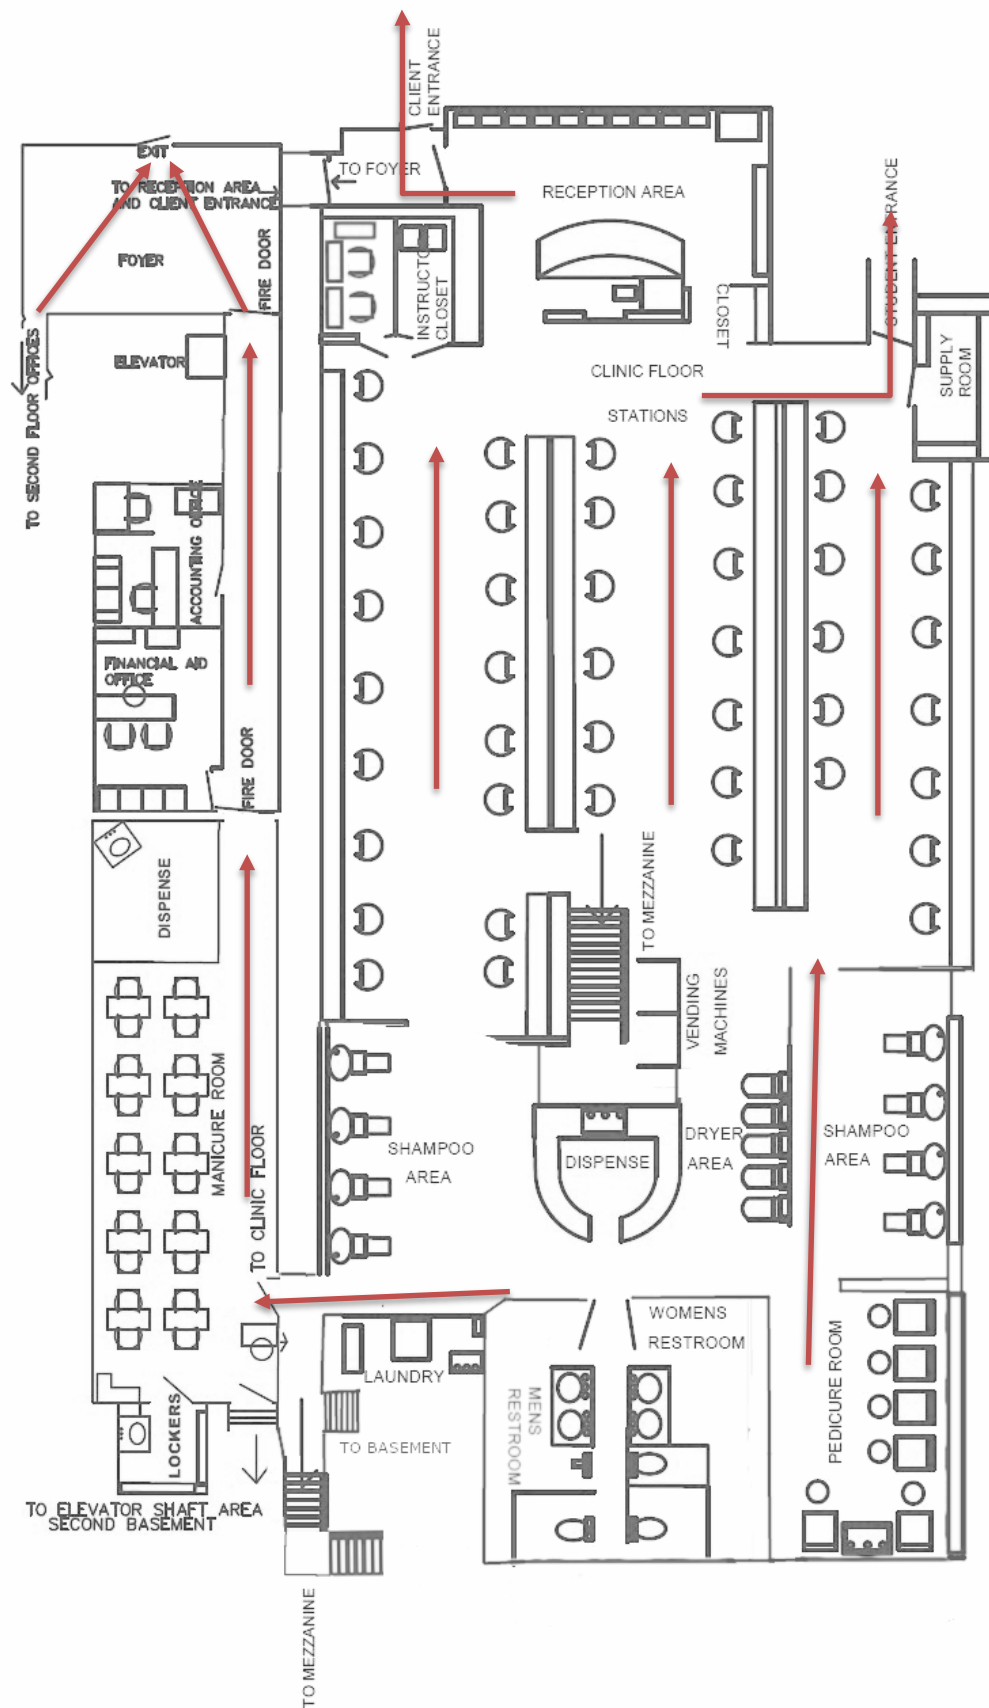 CLIENT
ENTRANCE
EXIT
TO FOYER
TO RECEPTION AREA
AND CLIENT ENTRANCE
RECEPTION AREA
STUDENT ENTRANCE
FOYER
FIRE DOOR
INSTRUCTOR
CLOSET
CLOSET
TO SECOND FLOOR OFFICES
ELEVATOR
CLINIC FLOOR
STATIONS
SUPPLY
ROOM
ACCOUNTING OFFICE
FINANCIAL AID
OFFICE
FIRE DOOR
DISPENSE
TO MEZZANINE
VENDING
MACHINES
MANICURE ROOM
TO CLINIC FLOOR
SHAMPOO
AREA
DISPENSE
DRYER
AREA
SHAMPOO
AREA
WOMENS
RESTROOM
LAUNDRY
MENS
RESTROOM
PEDICURE ROOM
LOCKERS
TO BASEMENT
TO ELEVATOR SHAFT AREA
SECOND BASEMENT
TO MEZZANINE